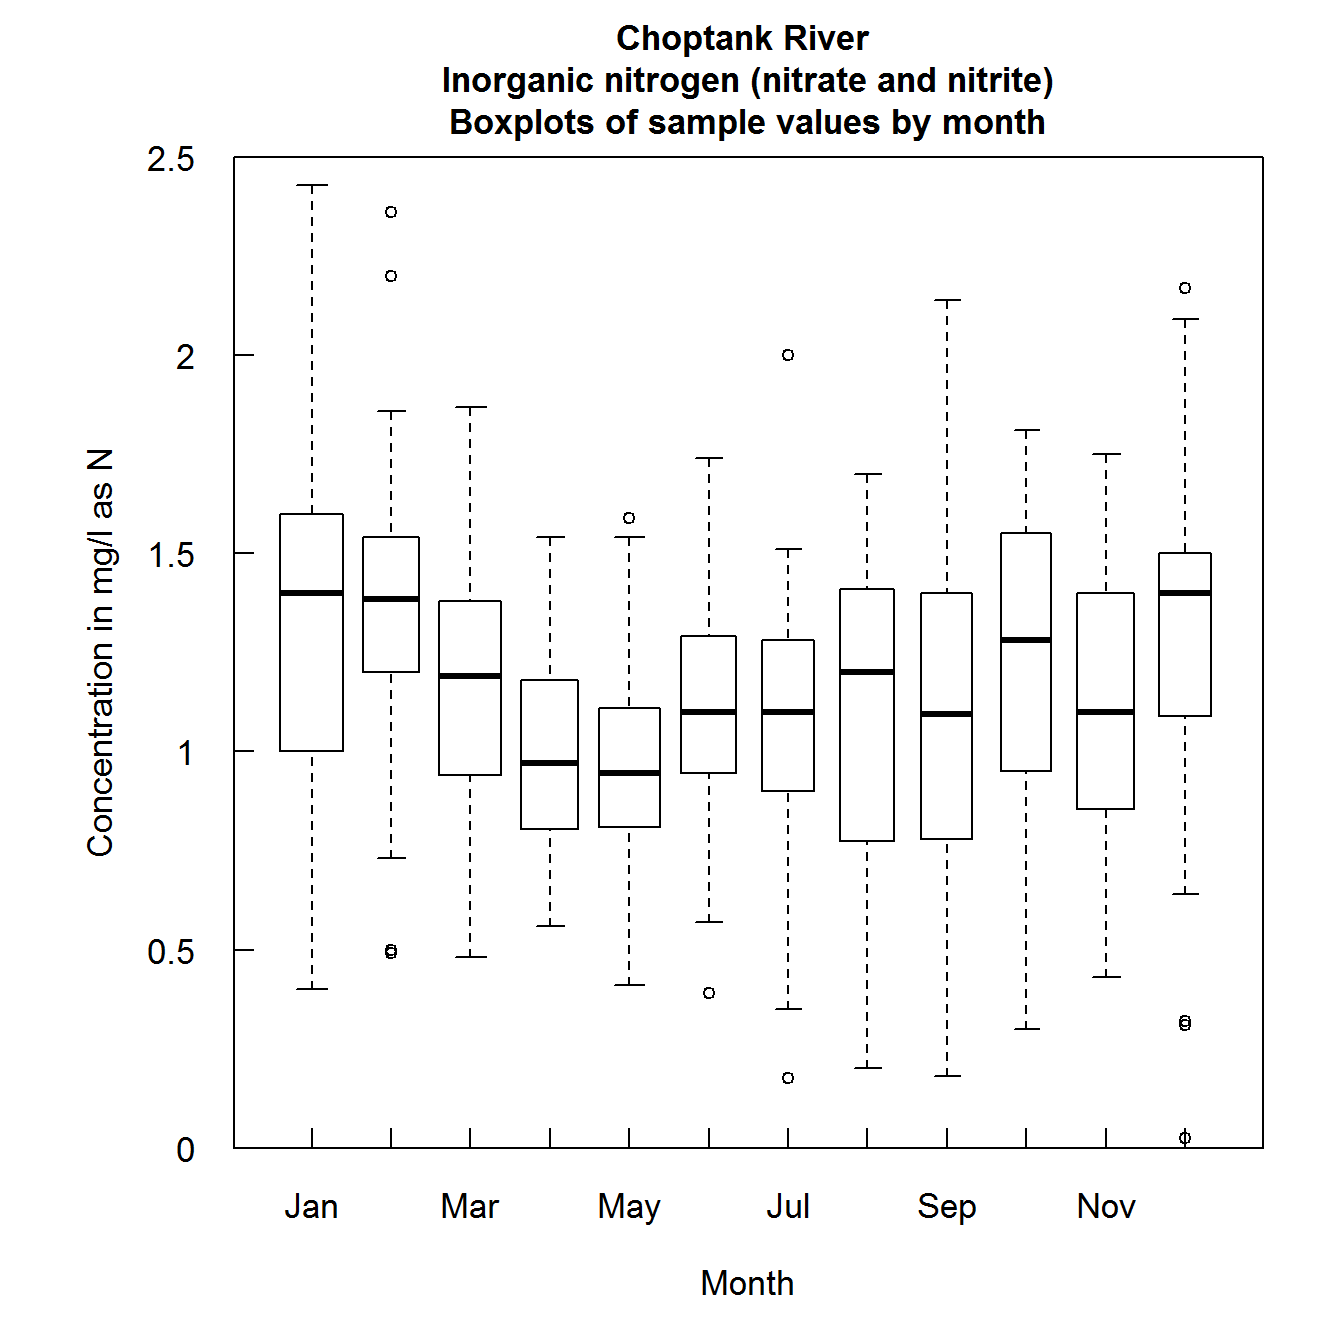 Choptank River
Inorganic nitrogen (nitrate and nitrite)
Boxplots of sample values by month
2.5
2
1.5
1
0.5
0
Concentration in mg/l as N
Jan Mar May Jul Sep Nov
Month